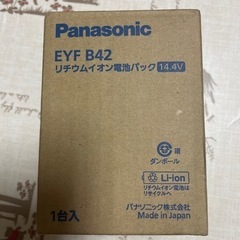 Panasonic
EYF B42
リチウムイオン電池パック 14.4V
ダンボール
Li-ion
リチウムイオン電池は
リサイクルへ
1台入
パナソニック株式会社
Made in Japan